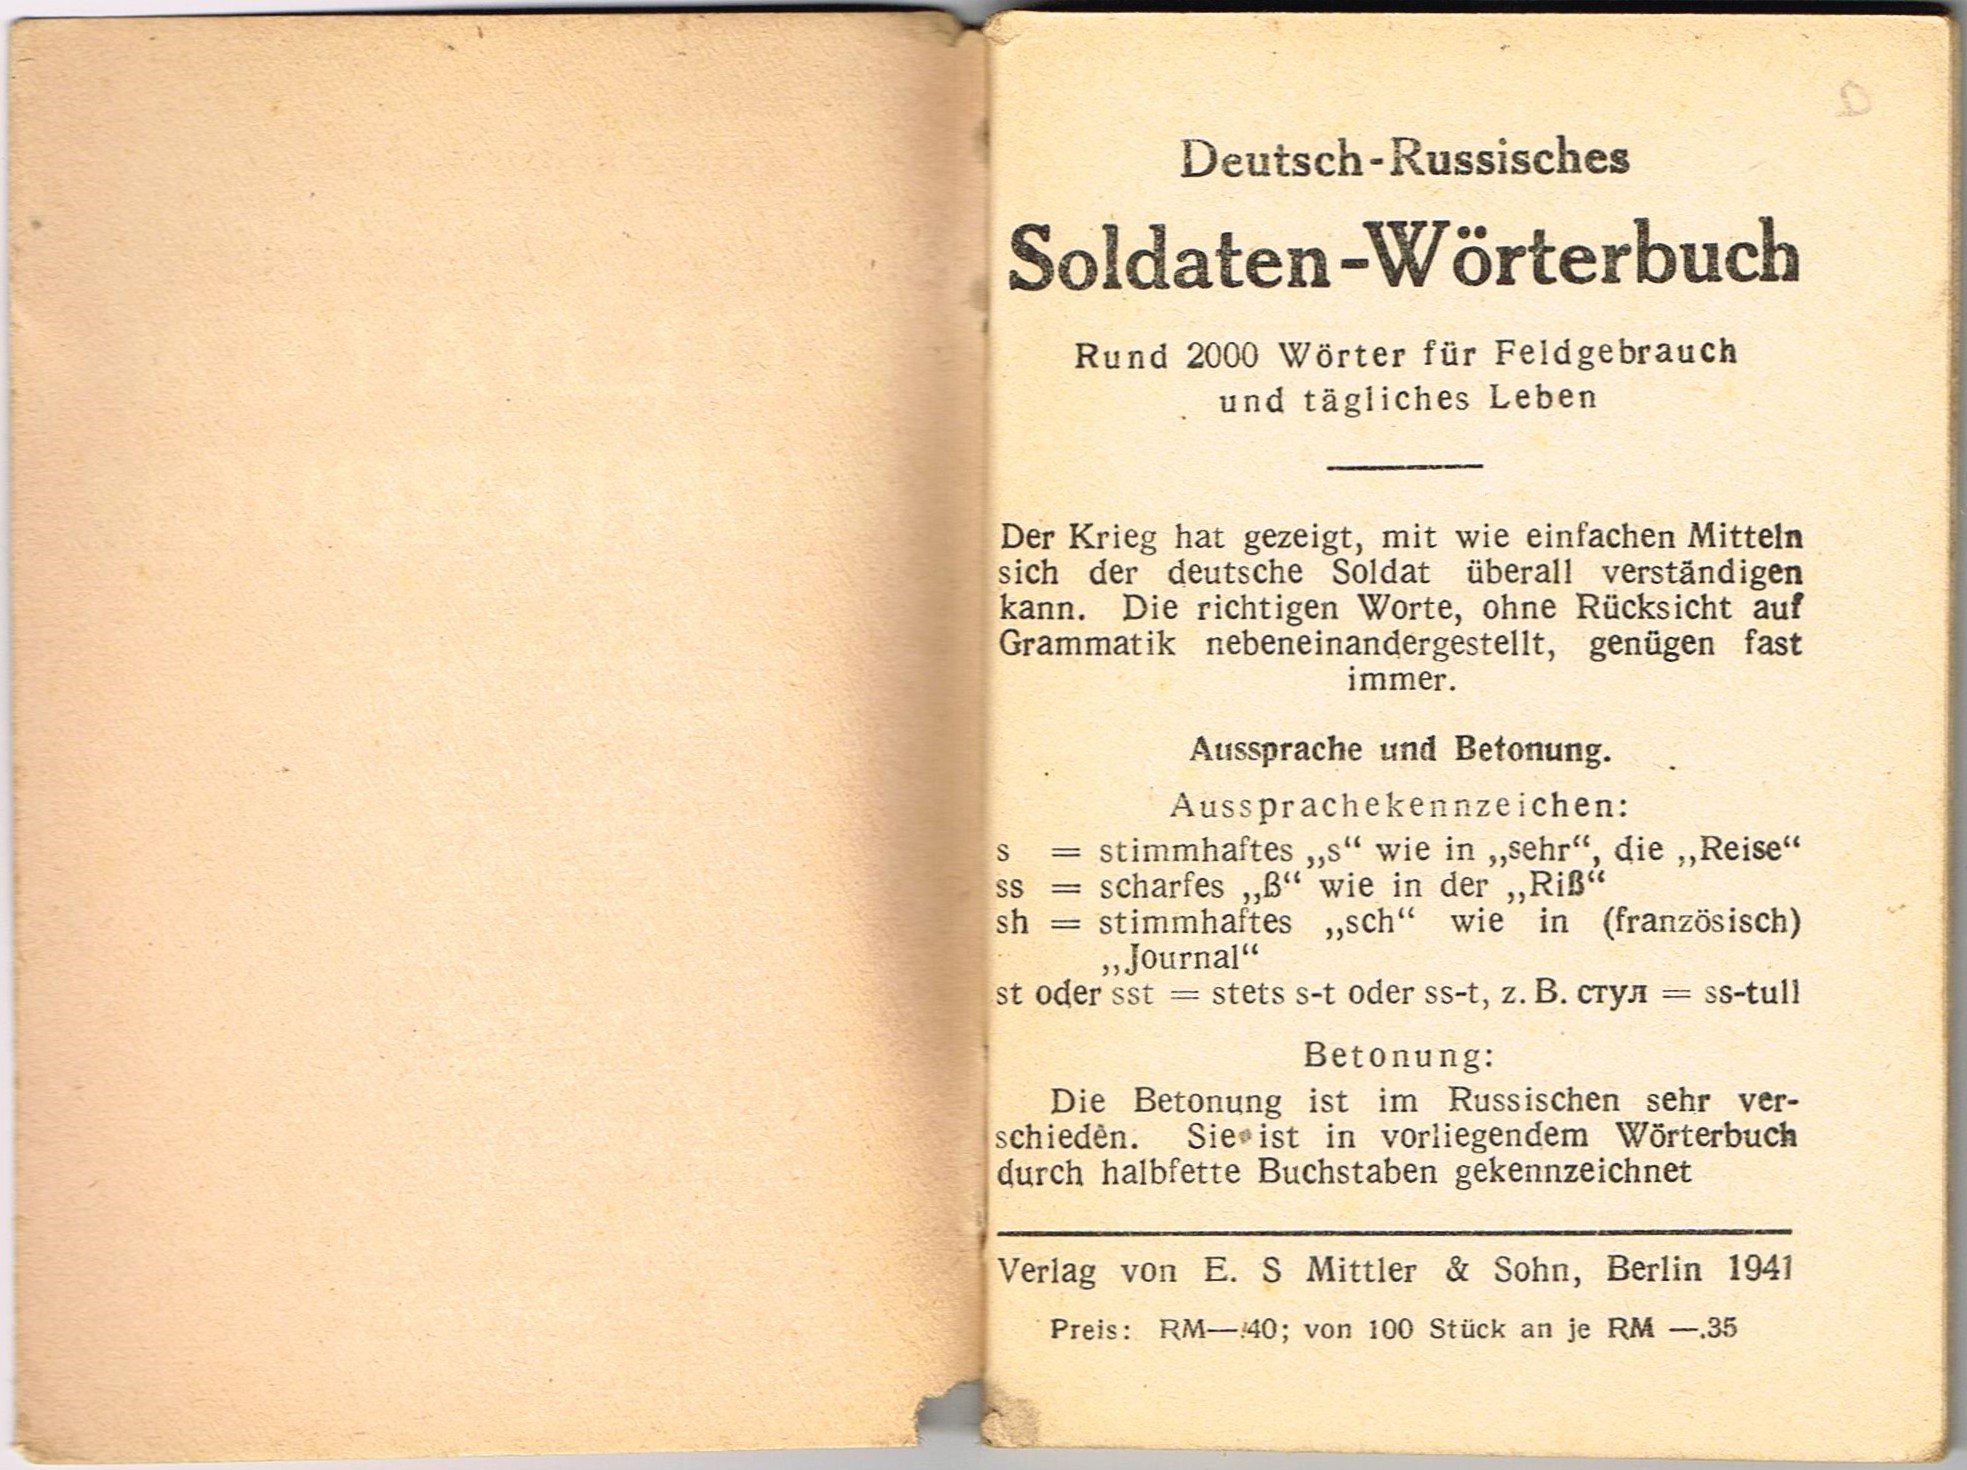 Deutsch-Russisches
Soldaten-Wörterbuch
Rund 2000 Wörter für Feldgebrauch
und tägliches Leben
Der Krieg hat gezeigt, mit wie einfachen Mitteln
sich der deutsche Soldat überall verständigen
kann. Die richtigen Worte, ohne Rücksicht auf
Grammatik nebeneinandergestellt, genügen fast
immer.
Aussprache und Betonung.
Aussprachekennzeichen:
s = stimmhaftes „s“ wie in „sehr“, die „Reise“
ss = scharfes „ß“ wie in der „Riß“
sh = stimmhaftes „sch“ wie in (französisch)
„Journal“
st oder sst = stets s-t oder ss-t, z. B. стул = ss-tull
Betonung:
Die Betonung ist im Russischen sehr ver-
schieden. Sie ist in vorliegendem Wörterbuch
durch halbfette Buchstaben gekennzeichnet
Verlag von E. S Mittler & Sohn, Berlin 1941
Preis: RM—.40; von 100 Stück an je RM —.35